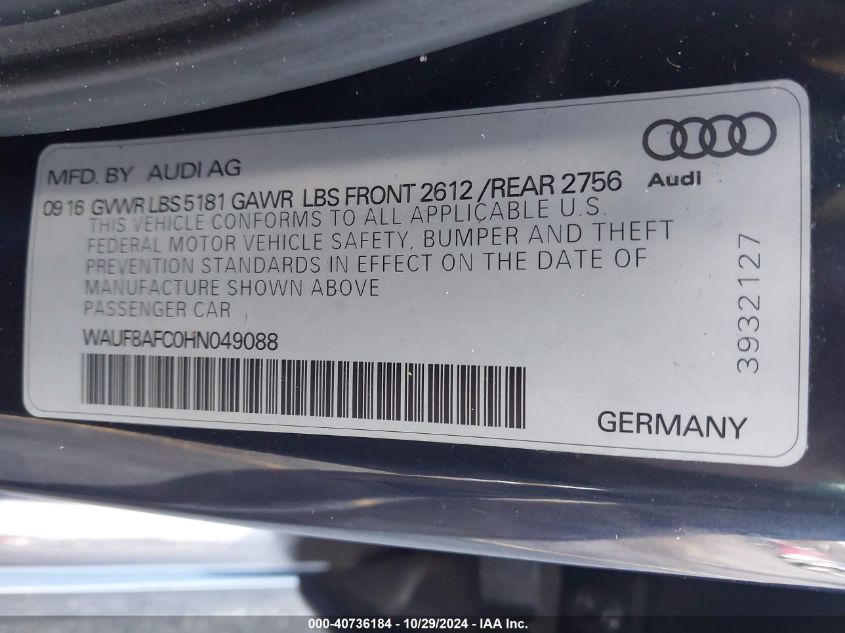 MFD. BY AUDI AG
Audi
09 16 GVWR LBS 5181 GAWR LBS FRONT 2612 /REAR 2756
THIS VEHICLE CONFORMS TO ALL APPLICABLE U.S.
FEDERAL MOTOR VEHICLE SAFETY, BUMPER AND THEFT
PREVENTION STANDARDS IN EFFECT ON THE DATE OF
MANUFACTURE SHOWN ABOVE
PASSENGER CAR
WAUF8AFC0HN049088
3932127
GERMANY
000-40736184 - 10/29/2024 - IAA Inc.